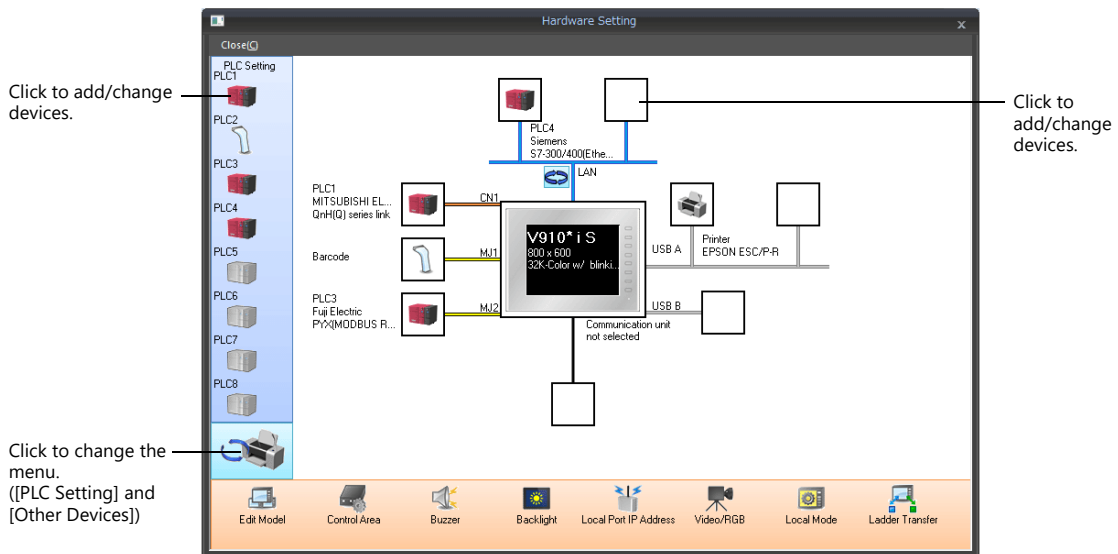 Hardware Setting
x
Close(C)
PLC Setting
PLC1
Click to add/change
devices.
PLC2
PLC3
PLC4
PLC5
PLC6
PLC7
PLC8
Click to change the
menu.
([PLC Setting] and
[Other Devices])
PLC4
Siemens
S7-300/400(Ethe...
LAN
Click to
add/change
devices.
PLC1
MITSUBISHI EL...
QnH(Q) series link
CN1
Barcode
MJ1
PLC3
Fuji Electric
PYX(MODBUS R...
MJ2
V910* i S
800 x 600
32K-Color w/ blinki...
USB A
Printer
EPSON ESC/P-R
USB B
Communication unit
not selected
Edit Model
Control Area
Buzzer
Backlight
Local Port IP Address
Video/RGB
Local Mode
Ladder Transfer